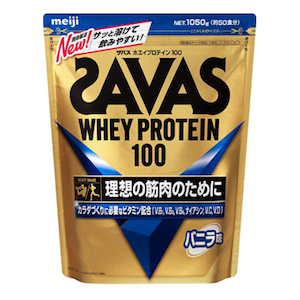 meiji
NET.1050g (約50食分)
New!
サッと溶けて
飲みやすい!
ザバス ホエイプロテイン100
SAVAS
WHEY PROTEIN
100
BODY MAKE
理想の筋肉のために
カラダづくりに必要なビタミン配合(V.B₁,V.B₂,V.B₆,ナイアシン,V.C,V.D)
バニラ味